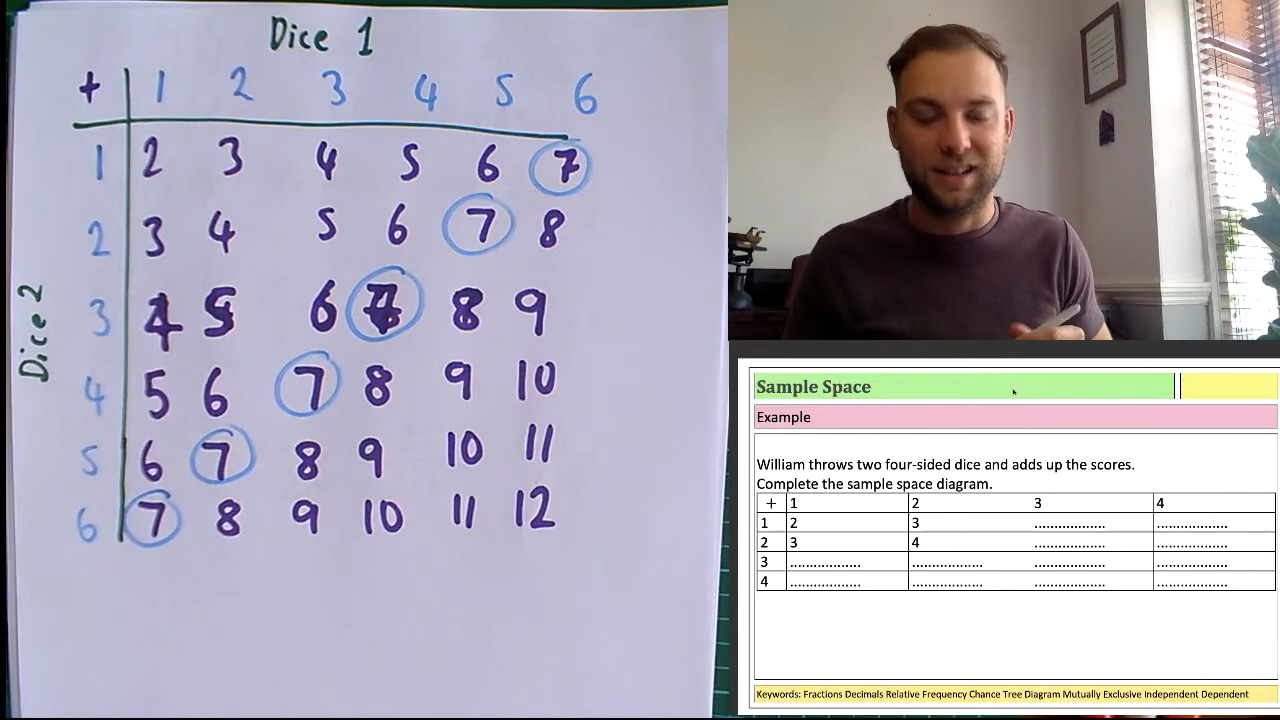 Dice 1
+ 1 2 3 4 5 6
1 2 3 4 5 6 7
2 3 4 5 6 7 8
3 4 5 6 7 8 9
4 5 6 7 8 9 10
5 6 7 8 9 10 11
6 7 8 9 10 11 12
Dice 2
Sample Space
Example
William throws two four-sided dice and adds up the scores.
Complete the sample space diagram.
+ 1 2 3 4
1 2 3 .................. ..................
2 3 4 .................. ..................
3 .................. .................. .................. ..................
4 .................. .................. .................. ..................
Keywords: Fractions Decimals Relative Frequency Chance Tree Diagram Mutually Exclusive Independent Dependent